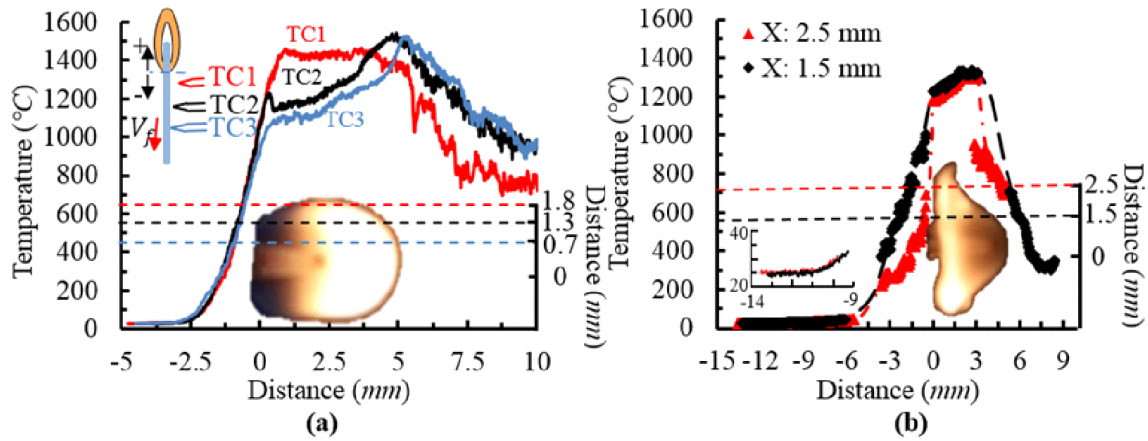 1600
1400
1200
1000
800
600
400
200
0
Temperature (°C)
+
-
TC1
TC2
TC3
Vf
TC1
TC2
TC3
1.8
1.3
0.7
0
Distance (mm)
-5
-2.5
0
2.5
5
7.5
10
Distance (mm)
(a)
1600
1400
1200
1000
800
600
400
200
0
Temperature (°C)
X: 2.5 mm
X: 1.5 mm
40
20
-14
-9
2.5
1.5
0
Distance (mm)
-15
-12
-9
-6
-3
0
3
6
9
Distance (mm)
(b)